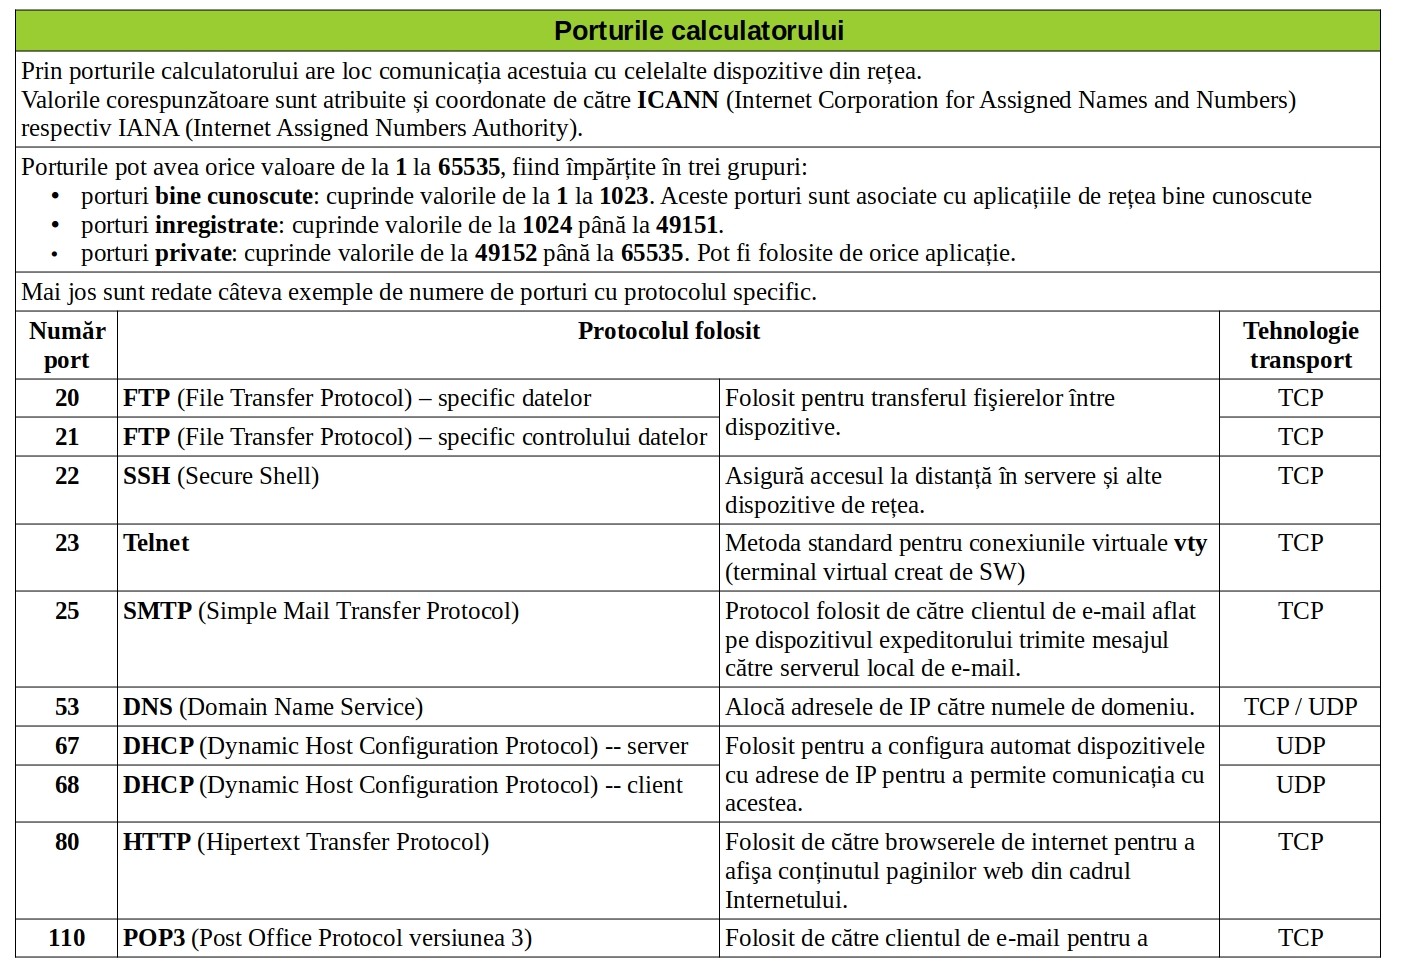 Porturile calculatorului
Prin porturile calculatorului are loc comunicația acestuia cu celelalte dispozitive din rețea.
Valorile corespunzătoare sunt atribuite și coordonate de către ICANN (Internet Corporation for Assigned Names and Numbers)
respectiv IANA (Internet Assigned Numbers Authority).
Porturile pot avea orice valoare de la 1 la 65535, fiind împărțite în trei grupuri:
• porturi bine cunoscute: cuprinde valorile de la 1 la 1023. Aceste porturi sunt asociate cu aplicațiile de rețea bine cunoscute
• porturi inregistrate: cuprinde valorile de la 1024 până la 49151.
• porturi private: cuprinde valorile de la 49152 până la 65535. Pot fi folosite de orice aplicație.
Mai jos sunt redate câteva exemple de numere de porturi cu protocolul specific.
Număr port Protocolul folosit Tehnologie transport
20 FTP (File Transfer Protocol) – specific datelor Folosit pentru transferul fişierelor între TCP
dispozitive.
21 FTP (File Transfer Protocol) – specific controlului datelor TCP
22 SSH (Secure Shell) Asigură accesul la distanță în servere și alte TCP
dispozitive de rețea.
23 Telnet Metoda standard pentru conexiunile virtuale vty TCP
(terminal virtual creat de SW)
25 SMTP (Simple Mail Transfer Protocol) Protocol folosit de către clientul de e-mail aflat TCP
pe dispozitivul expeditorului trimite mesajul
către serverul local de e-mail.
53 DNS (Domain Name Service) Alocă adresele de IP către numele de domeniu. TCP / UDP
67 DHCP (Dynamic Host Configuration Protocol) -- server Folosit pentru a configura automat dispozitivele UDP
cu adrese de IP pentru a permite comunicația cu
68 DHCP (Dynamic Host Configuration Protocol) -- client UDP
acestea.
80 HTTP (Hipertext Transfer Protocol) Folosit de către browserele de internet pentru a TCP
afişa conținutul paginilor web din cadrul
Internetului.
110 POP3 (Post Office Protocol versiunea 3) Folosit de către clientul de e-mail pentru a TCP